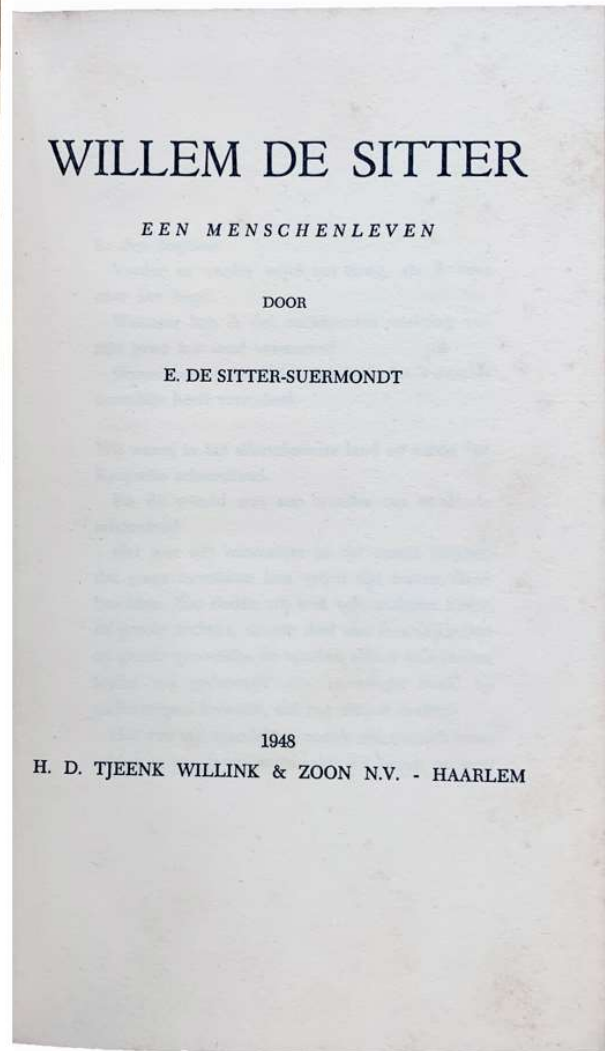 WILLEM DE SITTER
EEN MENSCHENLEVEN
DOOR
E. DE SITTER-SUERMONDT
1948
H. D. TJEENK WILLINK & ZOON N.V. - HAARLEM